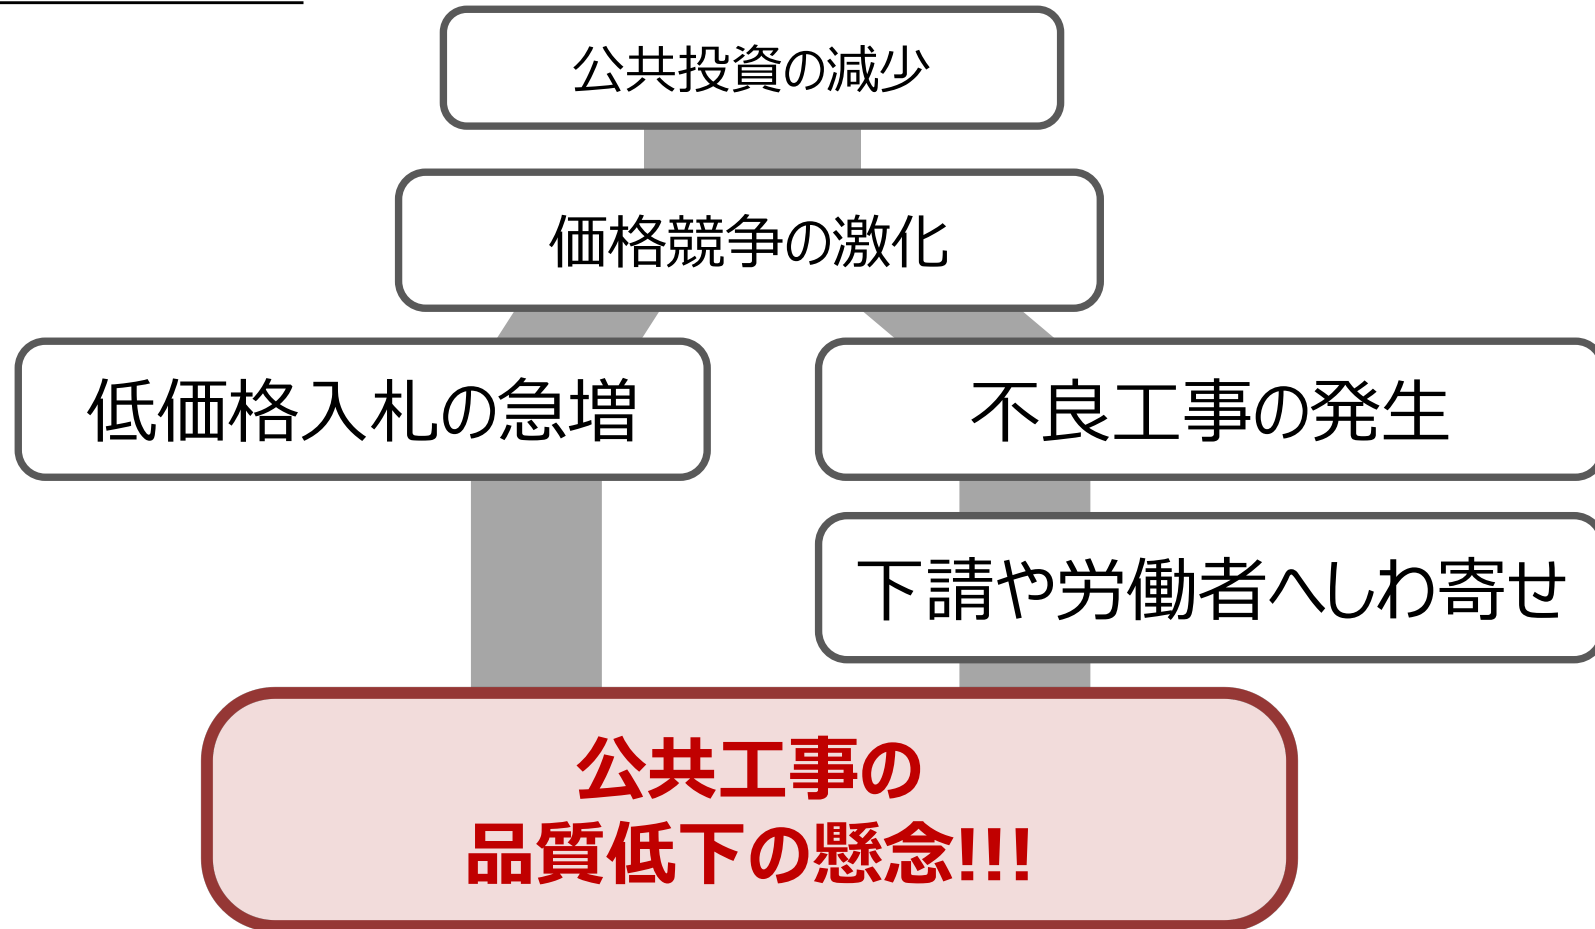 公共投資の減少
価格競争の激化
低価格入札の急増
不良工事の発生
下請や労働者へしわ寄せ
公共工事の
品質低下の懸念!!!